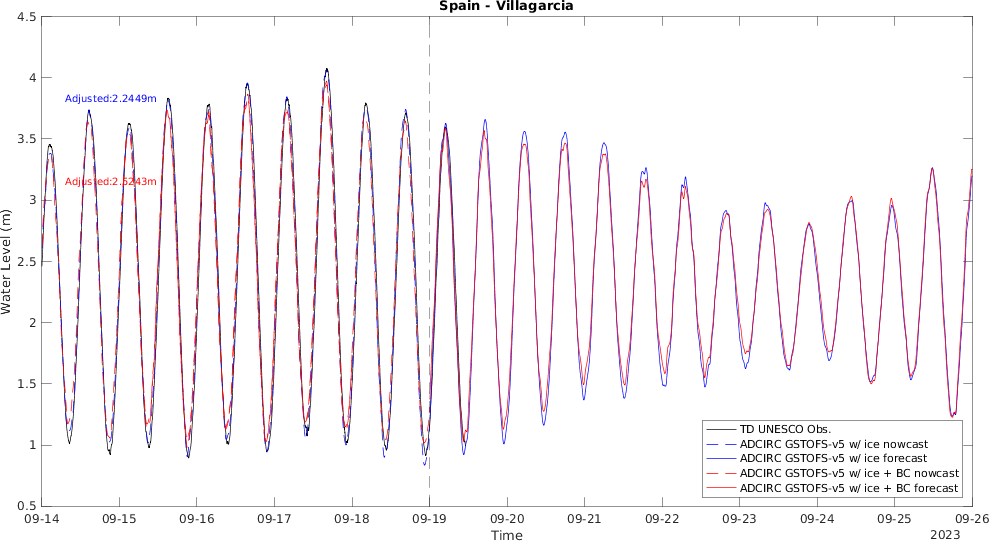 Spain - Villagarcia
4.5
4
3.5
3
2.5
2
1.5
1
0.5
Water Level (m)
Adjusted:2.2449m
Adjusted:2.5243m
TD UNESCO Obs.
ADCIRC GSTOFS-v5 w/ ice nowcast
ADCIRC GSTOFS-v5 w/ ice forecast
ADCIRC GSTOFS-v5 w/ ice + BC nowcast
ADCIRC GSTOFS-v5 w/ ice + BC forecast
09-14 09-15 09-16 09-17 09-18 09-19 09-20 09-21 09-22 09-23 09-24 09-25 09-26
Time
2023